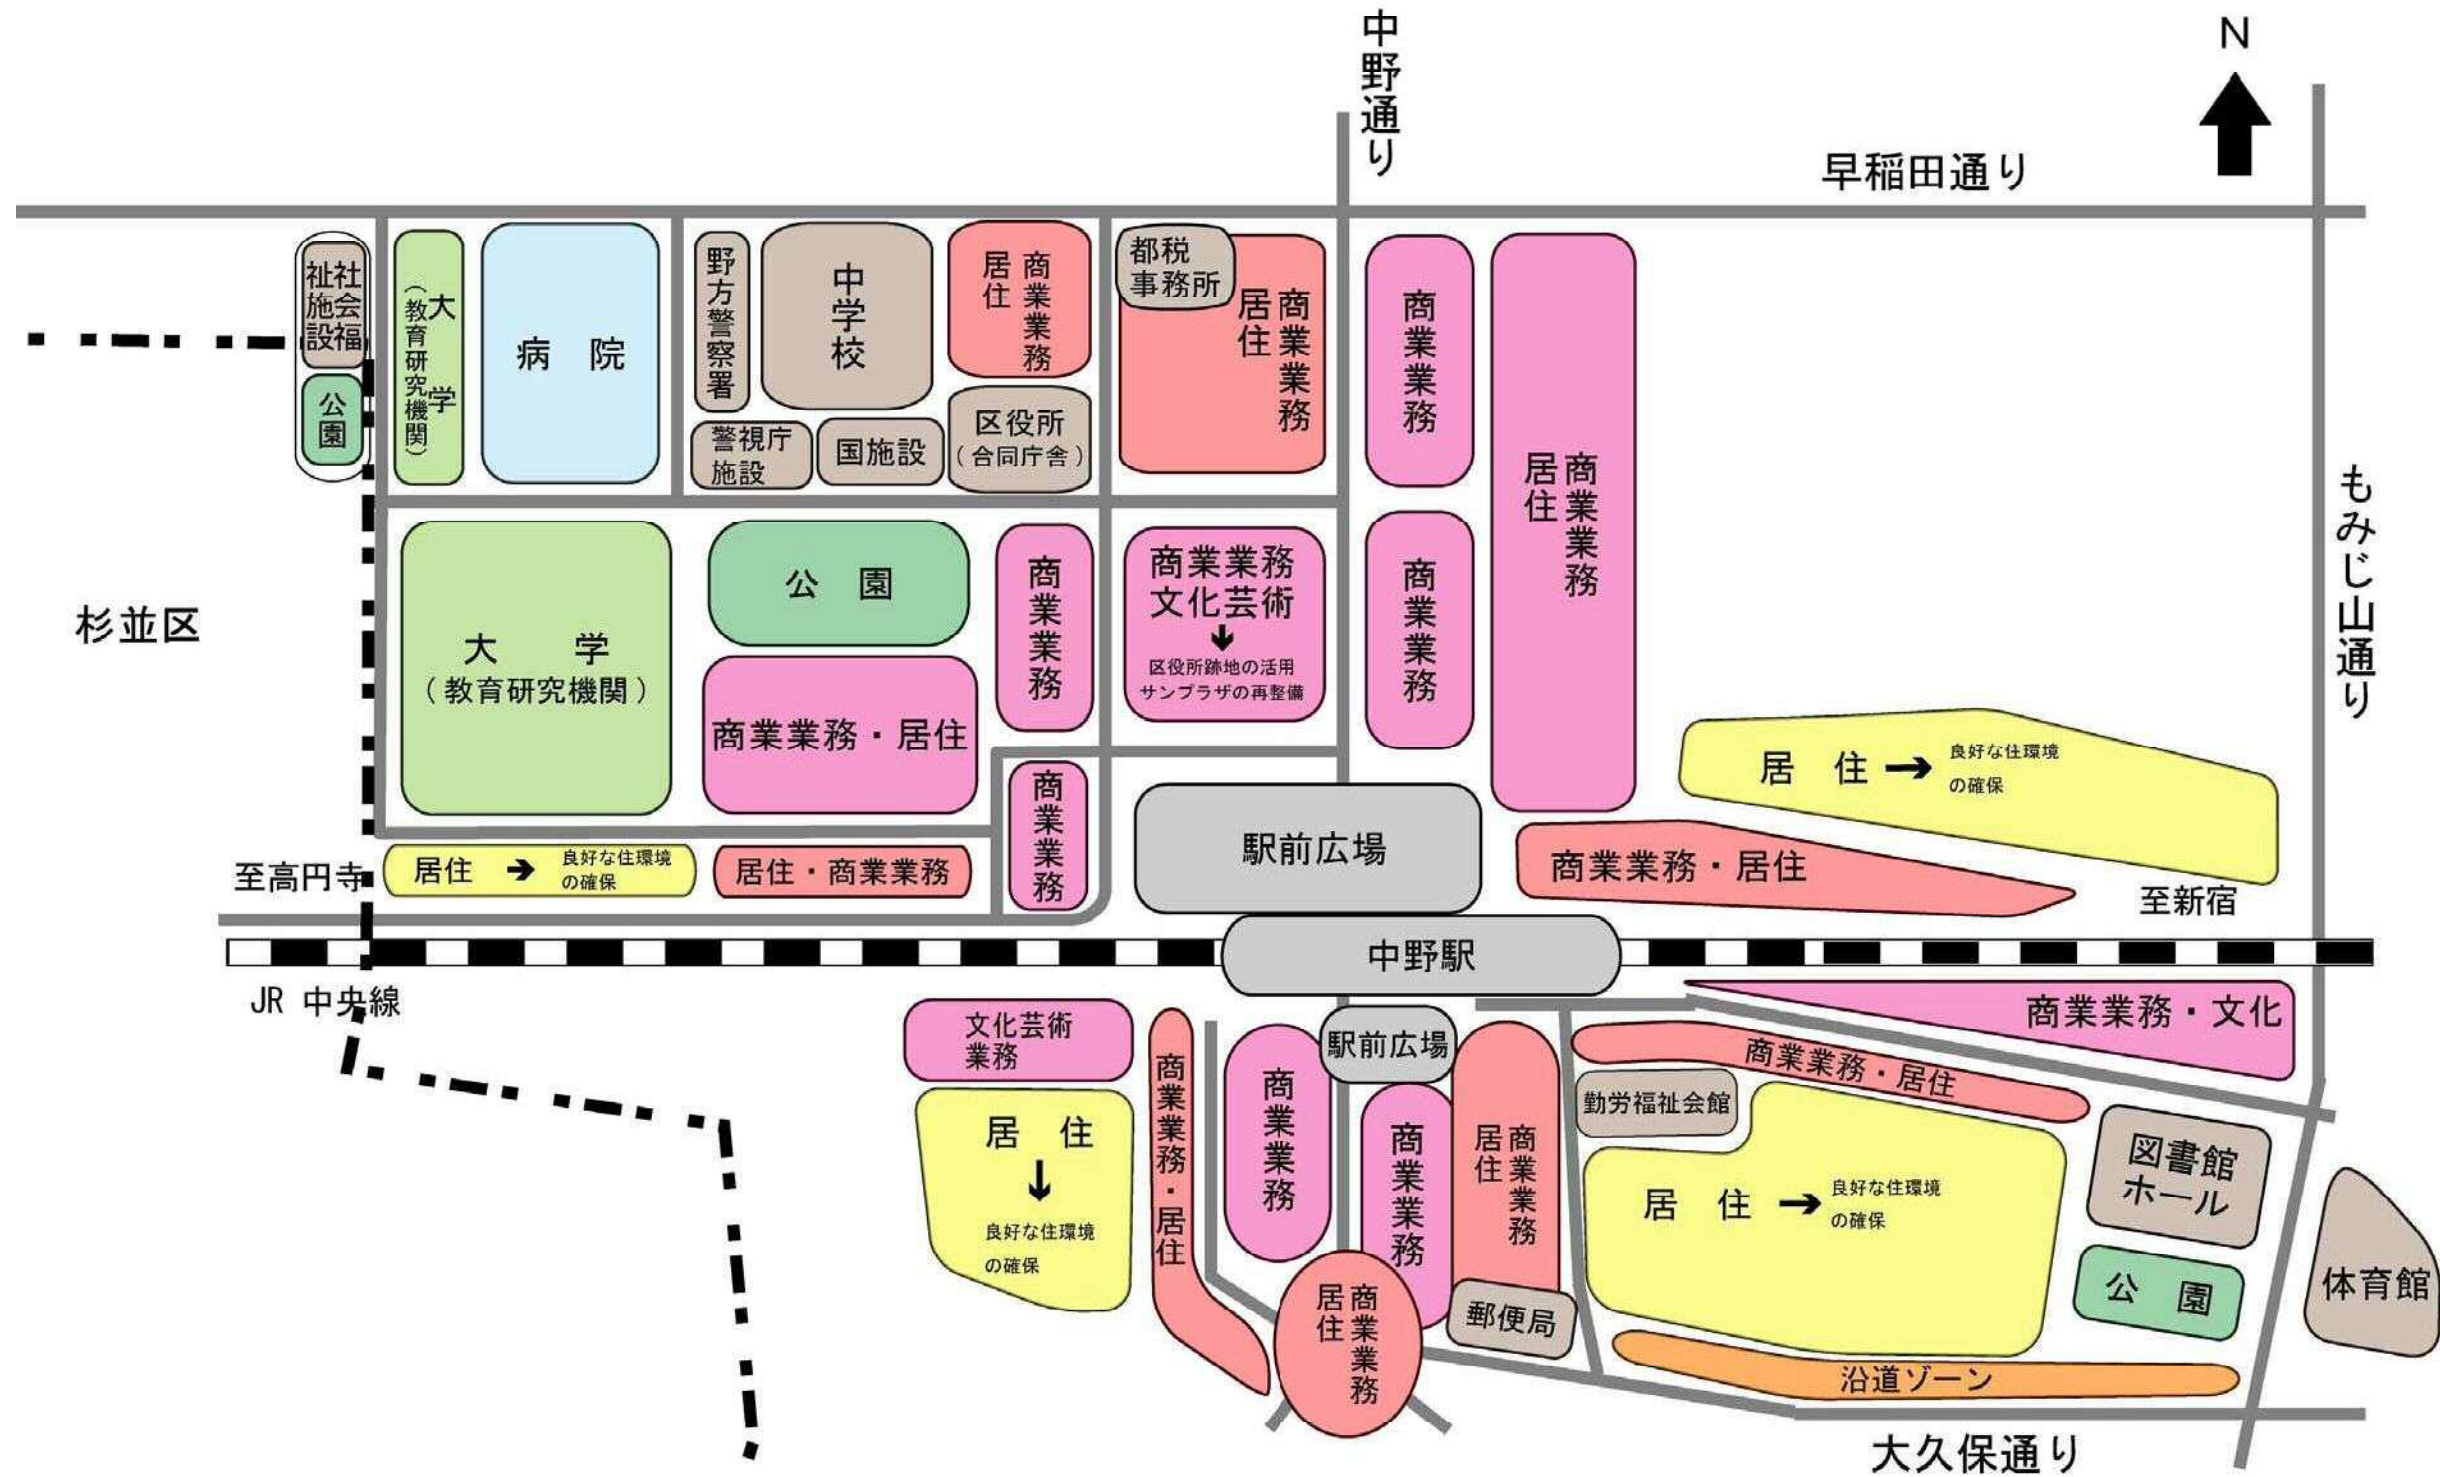 中野通り
N
早稲田通り
社会福
祉施設
大学
（教育研究機関）
病院
野方警察署
中学校
商業業務
居住
都税
事務所
商業業務
居住
商業業務
商業業務
居住
公園
警視庁
施設
国施設
区役所
（合同庁舎）
もみじ山通り
杉並区
大学
（教育研究機関）
公園
商業業務
商業業務
文化芸術
↓
区役所跡地の活用
サンプラザの再整備
商業業務
商業業務・居住
居住→良好な住環境
の確保
商業業務
駅前広場
商業業務・居住
至高円寺
居住→良好な住環境
の確保
居住・商業業務
至新宿
中野駅
JR 中央線
文化芸術
業務
商業業務・居住
商業業務
駅前広場
商業業務
商業業務
居住
商業業務・文化
商業業務・居住
勤労福祉会館
居住
↓
良好な住環境
の確保
居住→良好な住環境
の確保
図書館
ホール
公園
体育館
商業業務
居住
郵便局
沿道ゾーン
大久保通り